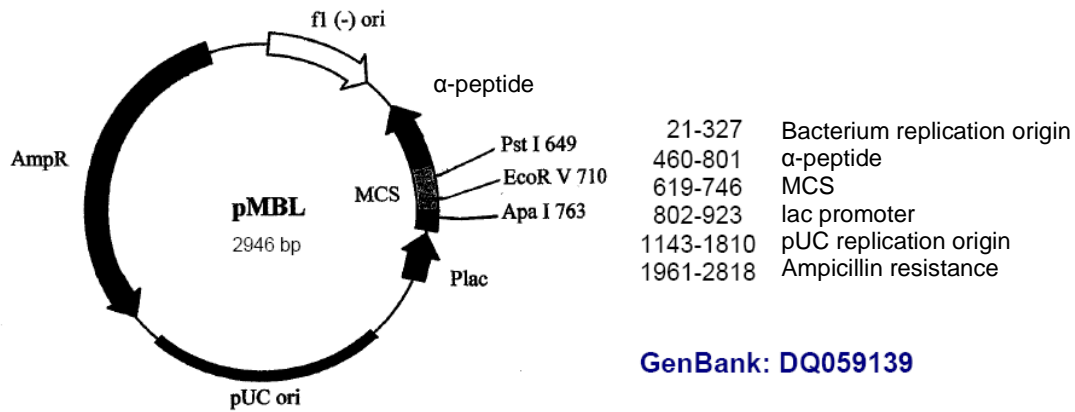 f1 (-) ori
α-peptide
AmpR
MCS
Pst I 649
EcoR V 710
Apa I 763
pMBL
2946 bp
Plac
pUC ori
21-327 Bacterium replication origin
460-801 α-peptide
619-746 MCS
802-923 lac promoter
1143-1810 pUC replication origin
1961-2818 Ampicillin resistance
GenBank: DQ059139